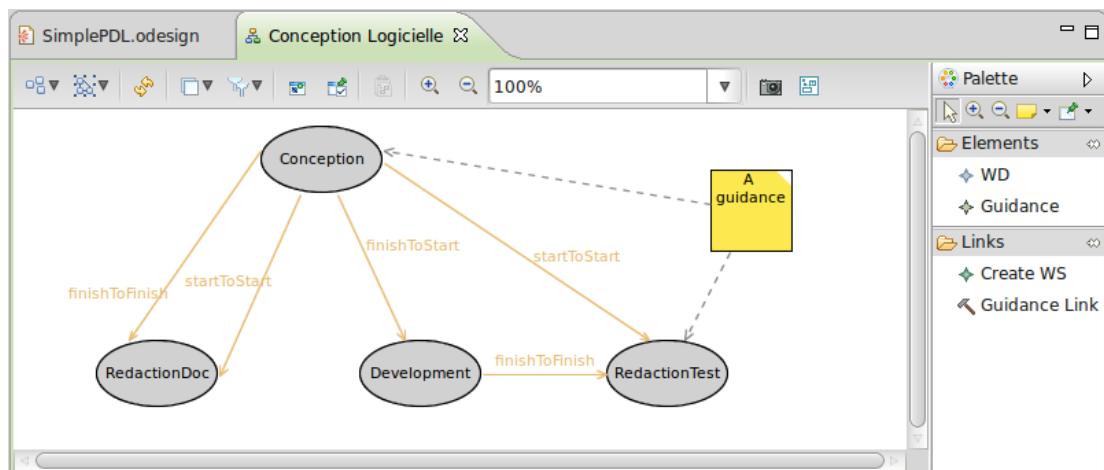 SimplePDL.odesign
Conception Logicielle
100%
Palette
Elements
WD
Guidance
Links
Create WS
Guidance Link
Conception
A
guidance
finishToStart
startToStart
startToStart
finishToFinish
finishToFinish
RedactionDoc
Development
RedactionTest